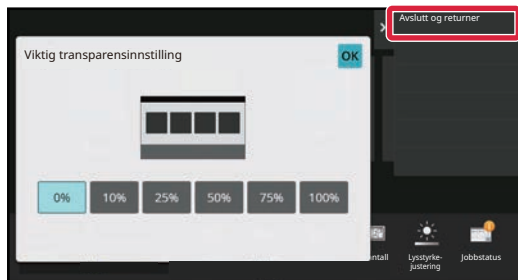 Avslutt og returner
Viktig transparensinnstilling
OK
0% 10% 25% 50% 75% 100%
ntall
Lysstyrke-
justering
Jobbstatus